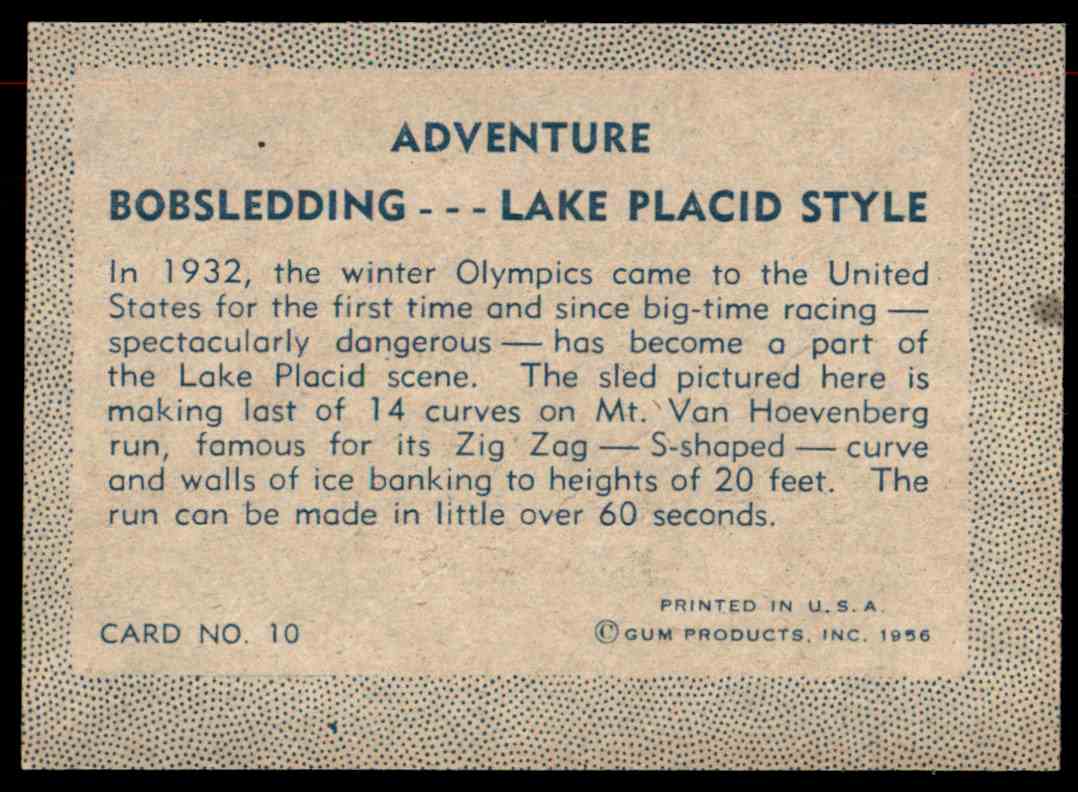 ADVENTURE
BOBSLEDDING - - - LAKE PLACID STYLE
In 1932, the winter Olympics came to the United
States for the first time and since big-time racing —
spectacularly dangerous — has become a part of
the Lake Placid scene. The sled pictured here is
making last of 14 curves on Mt. Van Hoevenberg
run, famous for its Zig Zag — S-shaped — curve
and walls of ice banking to heights of 20 feet. The
run can be made in little over 60 seconds.
PRINTED IN U.S.A.
CARD NO. 10
© GUM PRODUCTS, INC. 1956